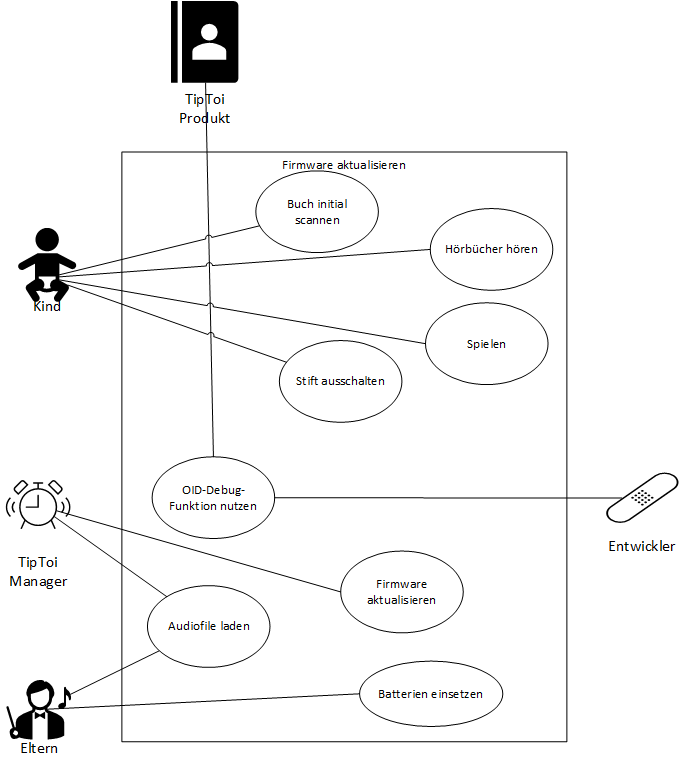 TipToi
Produkt
Firmware aktualisieren
Buch initial
scannen
Hörbücher hören
Kind
Spielen
Stift ausschalten
OID-Debug-
Funktion nutzen
Entwickler
TipToi
Manager
Firmware
aktualisieren
Audiofile laden
Batterien einsetzen
Eltern